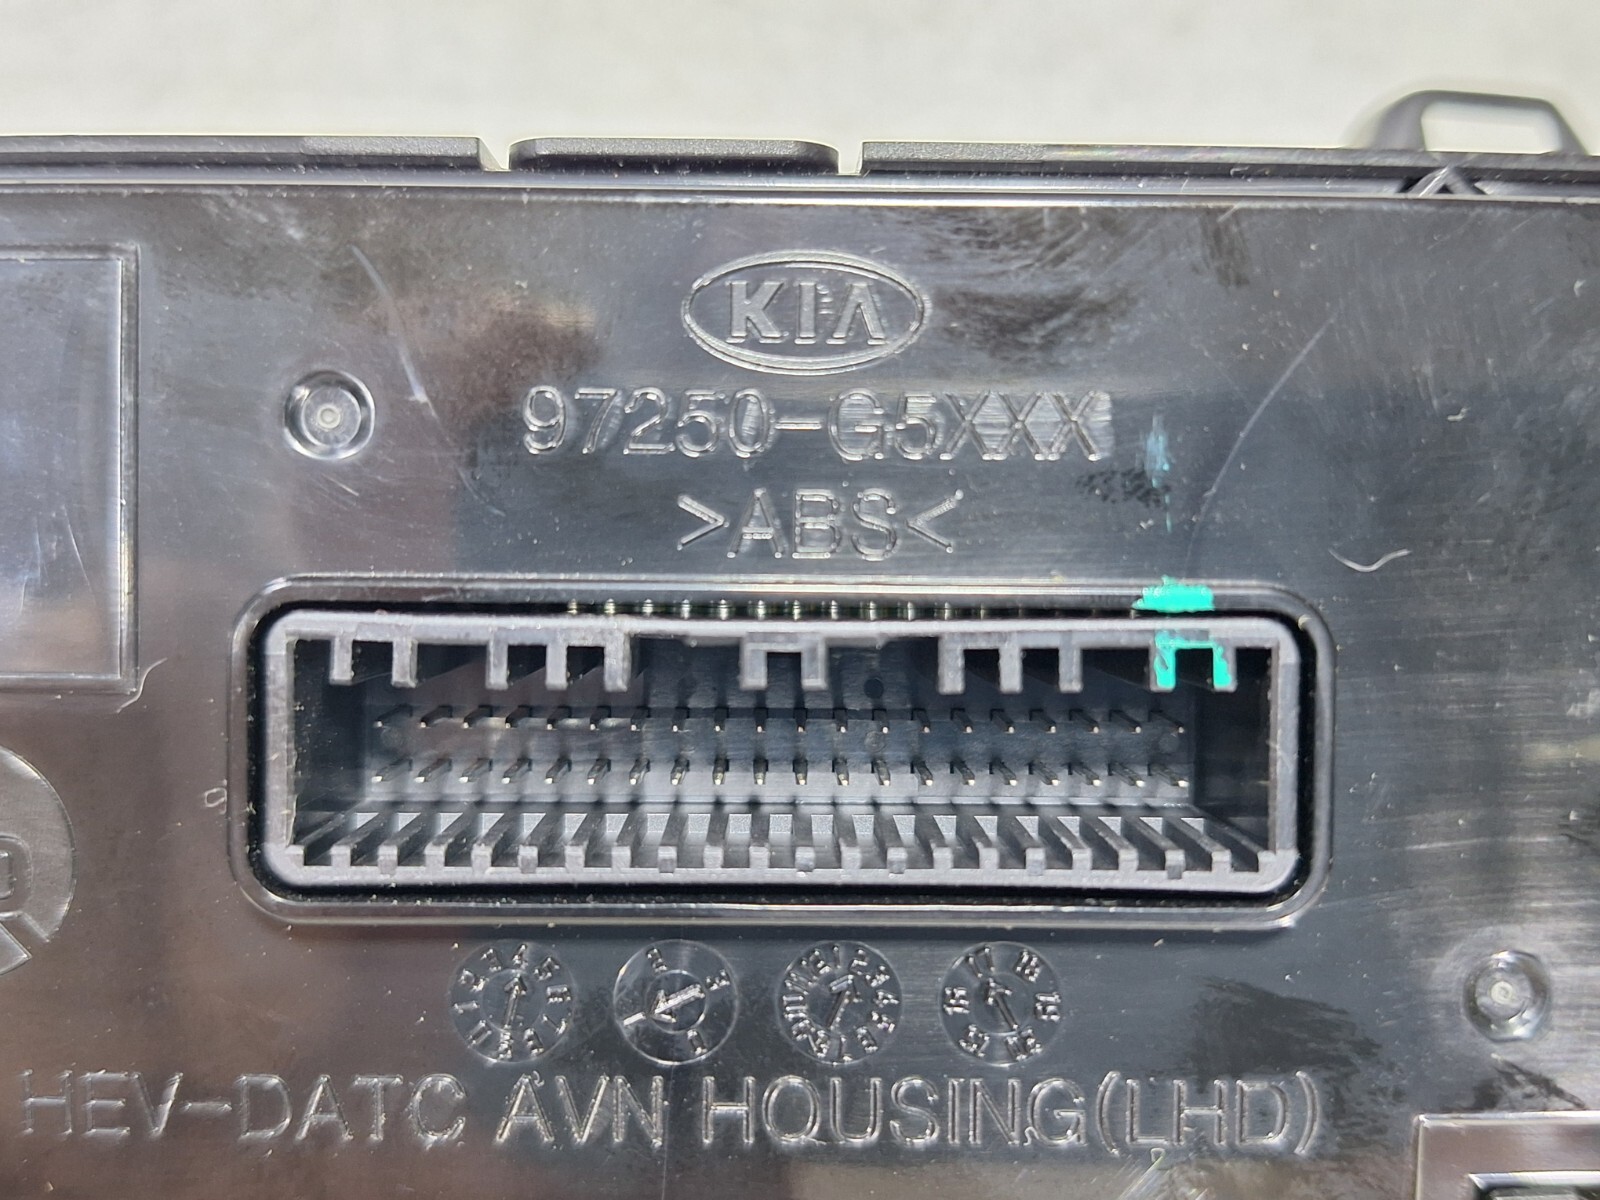 KIA
97250-G5XXX
>ABS<
HEV-DATC AVN HOUSING(LHD)